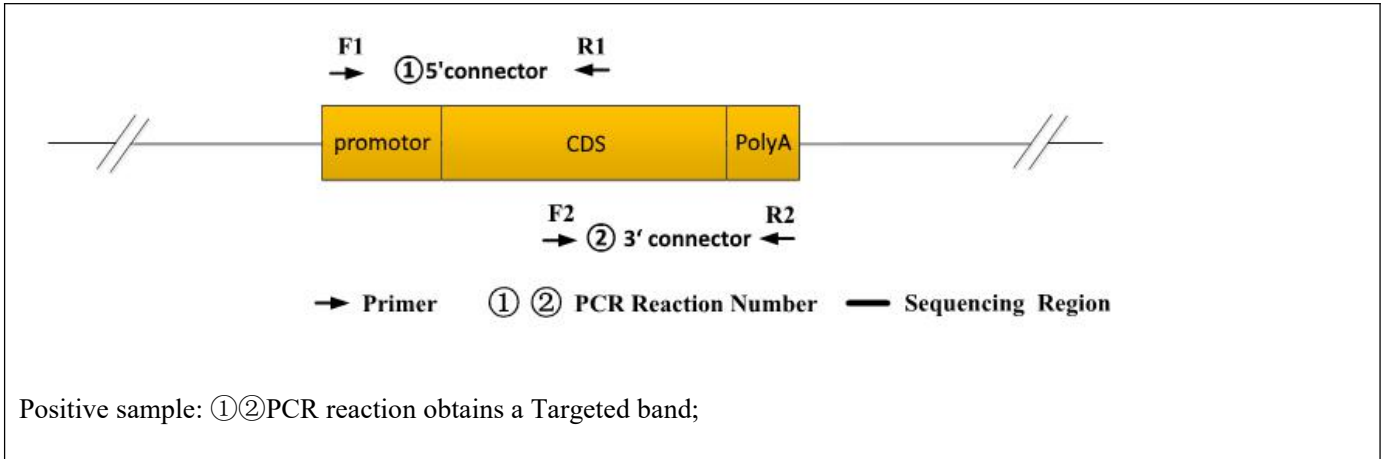 F1 R1
①5'connector
promotor CDS PolyA
F2 R2
② 3‘ connector
Primer ① ② PCR Reaction Number Sequencing Region
Positive sample: ①②PCR reaction obtains a Targeted band;